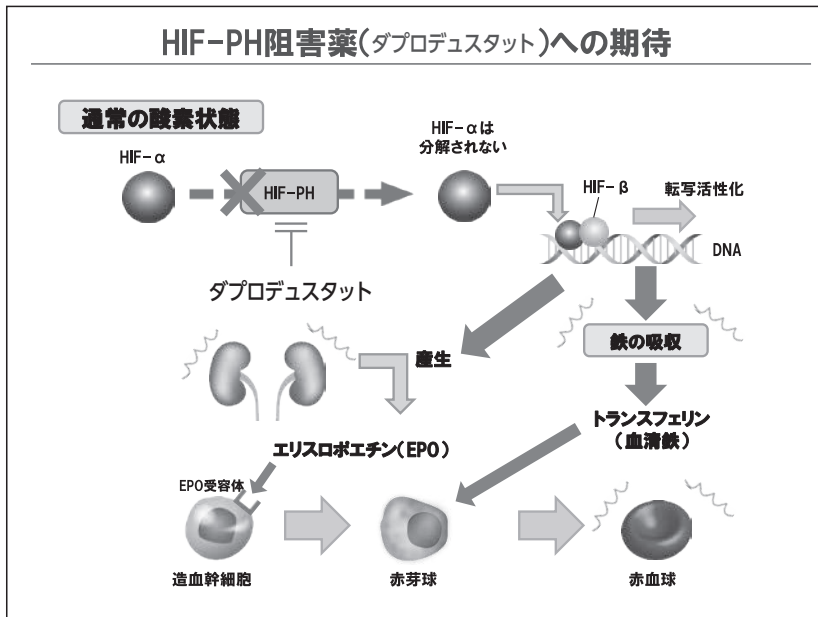 HIF-PH阻害薬(ダプロデュスタット)への期待
通常の酸素状態
HIF-α
HIF-PH
HIF-αは
分解されない
HIF-β
転写活性化
DNA
ダプロデュスタット
産生
鉄の吸収
トランスフェリン
(血清鉄)
エリスロポエチン(EPO)
EPO受容体
造血幹細胞
赤芽球
赤血球